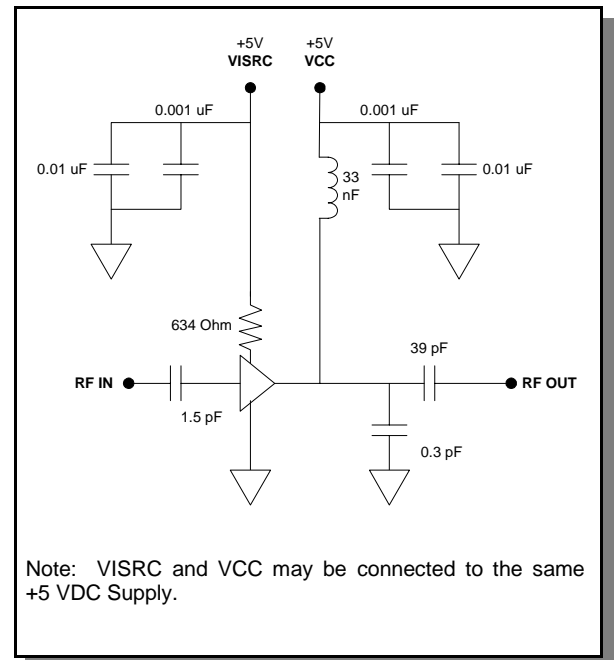 +5V
VISRC
+5V
VCC
0.001 uF
0.001 uF
0.01 uF
33
nF
0.01 uF
634 Ohm
39 pF
RF IN
RF OUT
1.5 pF
0.3 pF
Note: VISRC and VCC may be connected to the same
+5 VDC Supply.